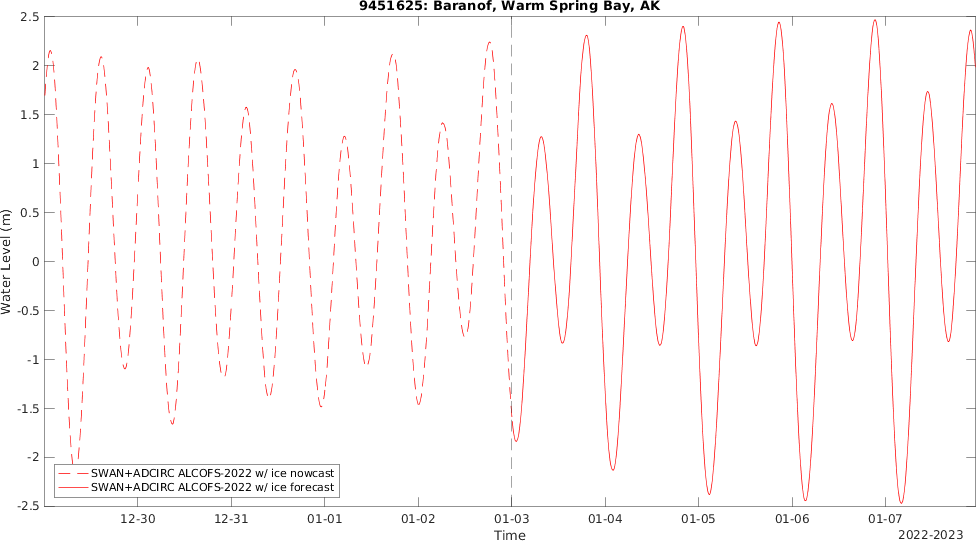 9451625: Baranof, Warm Spring Bay, AK
2.5
2
1.5
1
0.5
0
-0.5
-1
-1.5
-2
-2.5
Water Level (m)
SWAN+ADCIRC ALCOFS-2022 w/ ice nowcast
SWAN+ADCIRC ALCOFS-2022 w/ ice forecast
12-30 12-31 01-01 01-02 01-03 01-04 01-05 01-06 01-07
Time
2022-2023